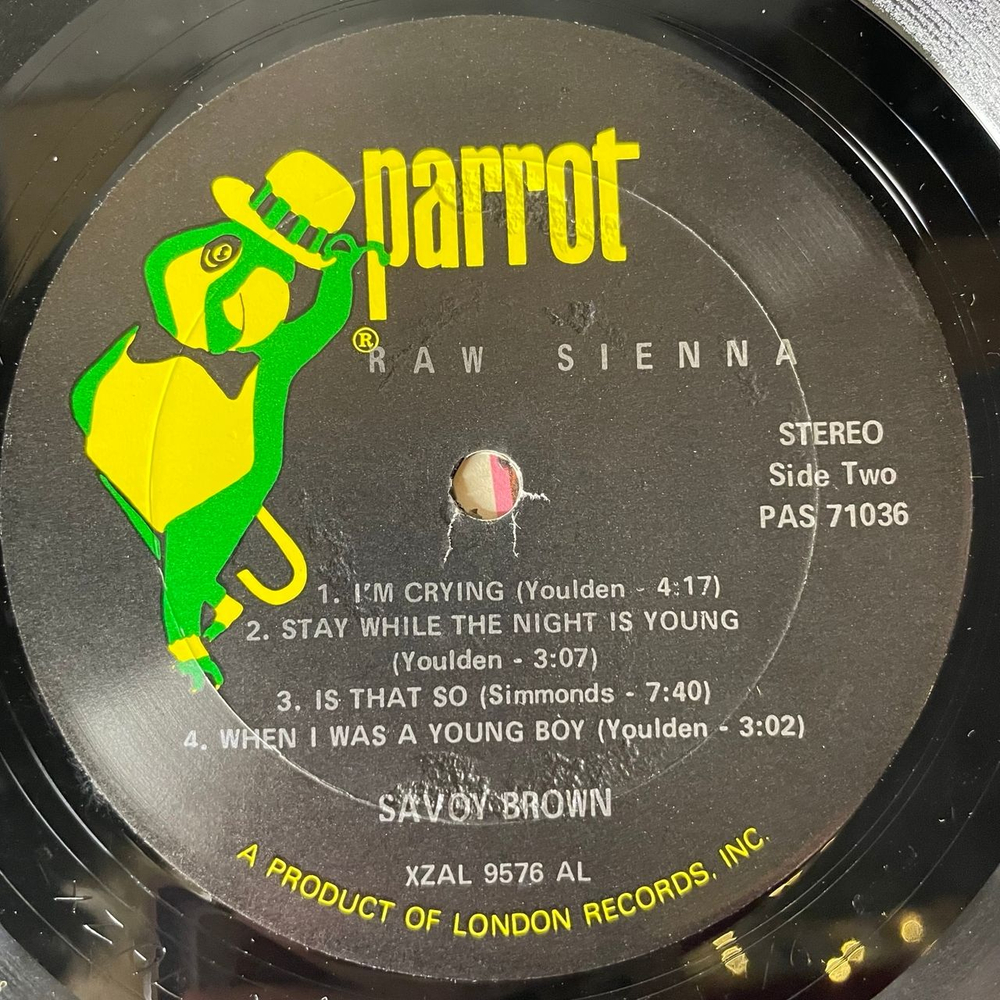 parrot
®
RAW SIENNA
STEREO
Side Two
PAS 71036
1. I'M CRYING (Youlden - 4:17)
2. STAY WHILE THE NIGHT IS YOUNG
(Youlden - 3:07)
3. IS THAT SO (Simmonds - 7:40)
4. WHEN I WAS A YOUNG BOY (Youlden - 3:02)
SAVOY BROWN
XZAL 9576 AL
A PRODUCT OF LONDON RECORDS, INC.